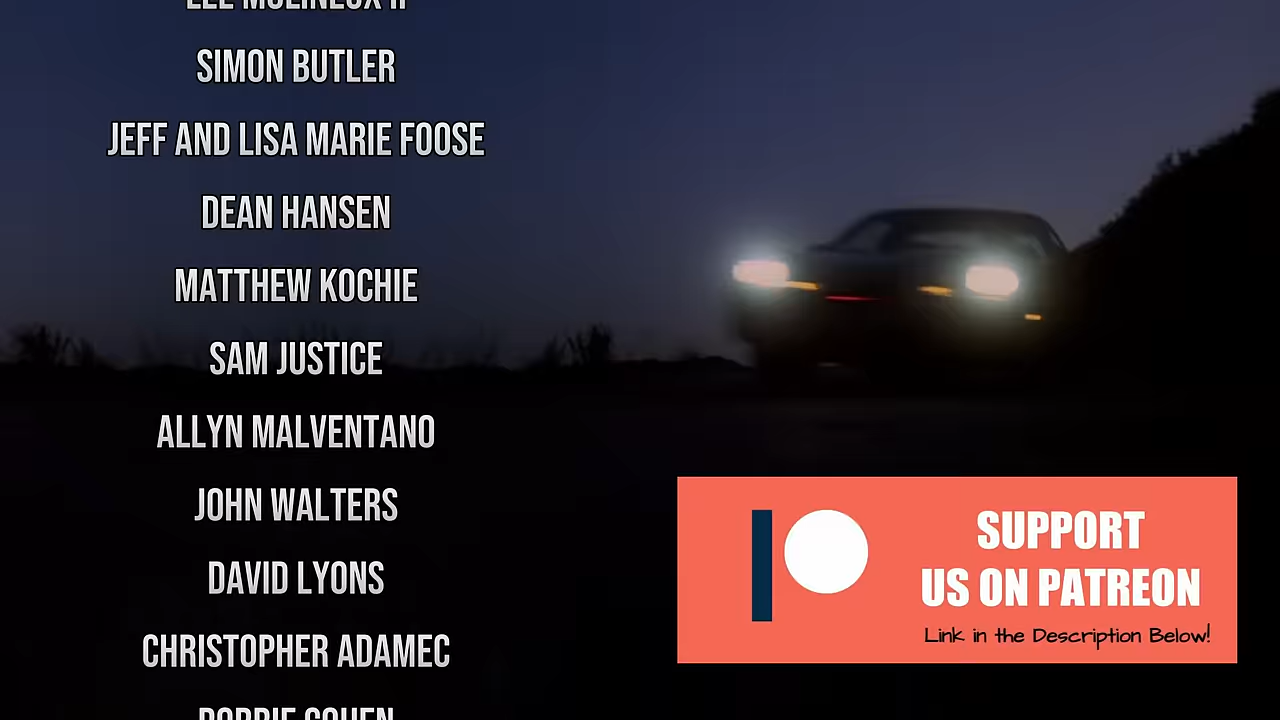 SIMON BUTLER
JEFF AND LISA MARIE FOOSE
DEAN HANSEN
MATTHEW KOCHIE
SAM JUSTICE
ALLYN MALVENTANO
JOHN WALTERS
DAVID LYONS
CHRISTOPHER ADAMEC
SUPPORT
US ON PATREON
Link in the Description Below!